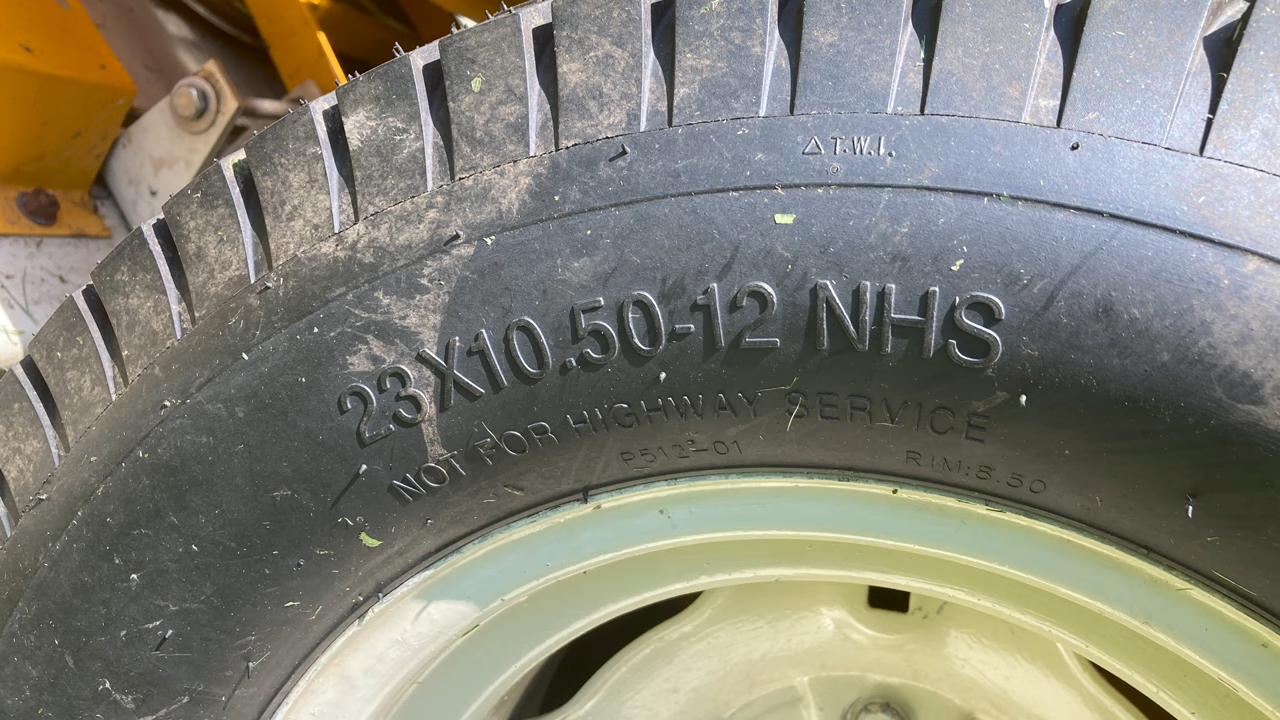 △ T.W.I.
23X10.50-12 NHS
NOT FOR HIGHWAY SERVICE
P512-01
RIM:8.50